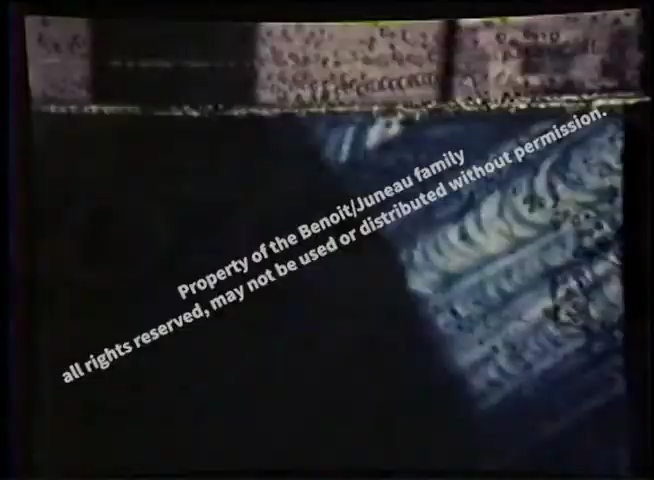 Property of the Benoit/Juneau family
all rights reserved, may not be used or distributed without permission.